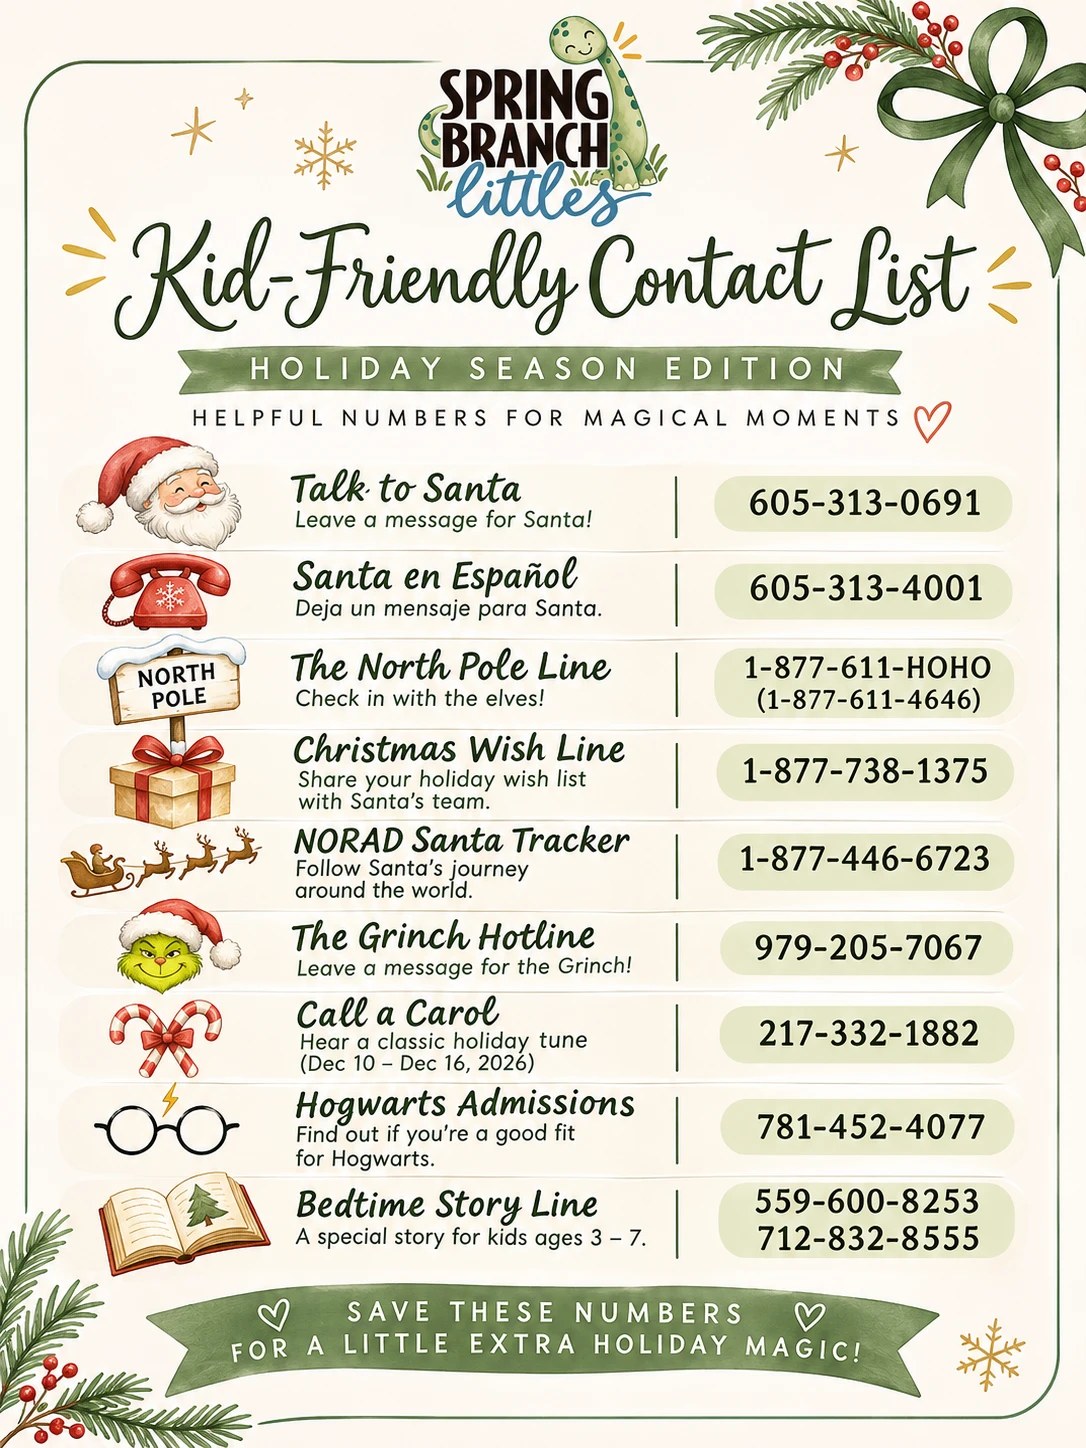 SPRING
BRANCH
littles
Kid-Friendly Contact List
HOLIDAY SEASON EDITION
HELPFUL NUMBERS FOR MAGICAL MOMENTS
Talk to Santa
Leave a message for Santa!
605-313-0691
Santa en Español
Deja un mensaje para Santa.
605-313-4001
NORTH
POLE
The North Pole Line
Check in with the elves!
1-877-611-HOHO
(1-877-611-4646)
Christmas Wish Line
Share your holiday wish list
with Santa's team.
1-877-738-1375
NORAD Santa Tracker
Follow Santa's journey
around the world.
1-877-446-6723
The Grinch Hotline
Leave a message for the Grinch!
979-205-7067
Call a Carol
Hear a classic holiday tune
(Dec 10 – Dec 16, 2026)
217-332-1882
Hogwarts Admissions
Find out if you're a good fit
for Hogwarts.
781-452-4077
Bedtime Story Line
A special story for kids ages 3 – 7.
559-600-8253
712-832-8555
SAVE THESE NUMBERS
FOR A LITTLE EXTRA HOLIDAY MAGIC!